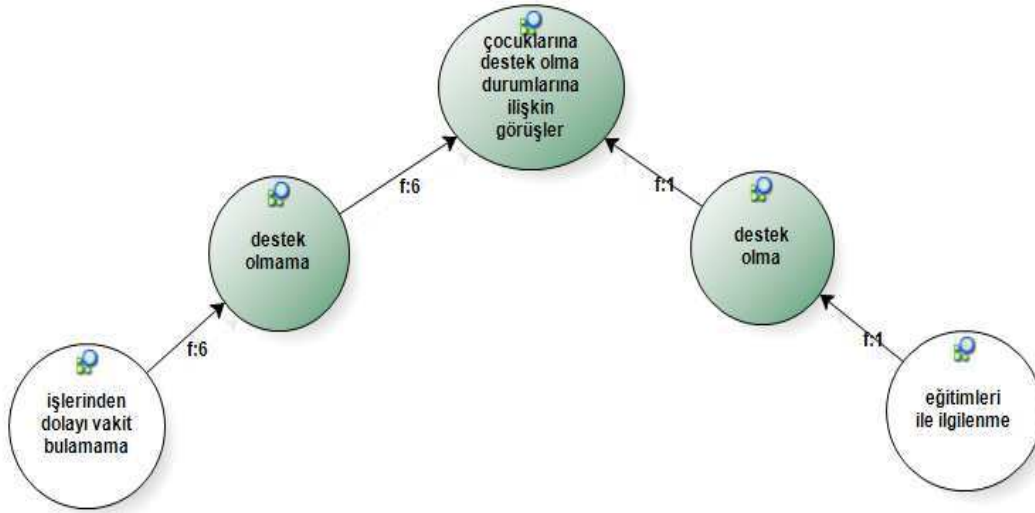 çocuklarına
destek olma
durumlarına
ilişkin
görüşler
f:6
f:1
destek
olmama
destek
olma
f:6
f:1
işlerinden
dolayı vakit
bulamama
eğitimleri
ile ilgilenme